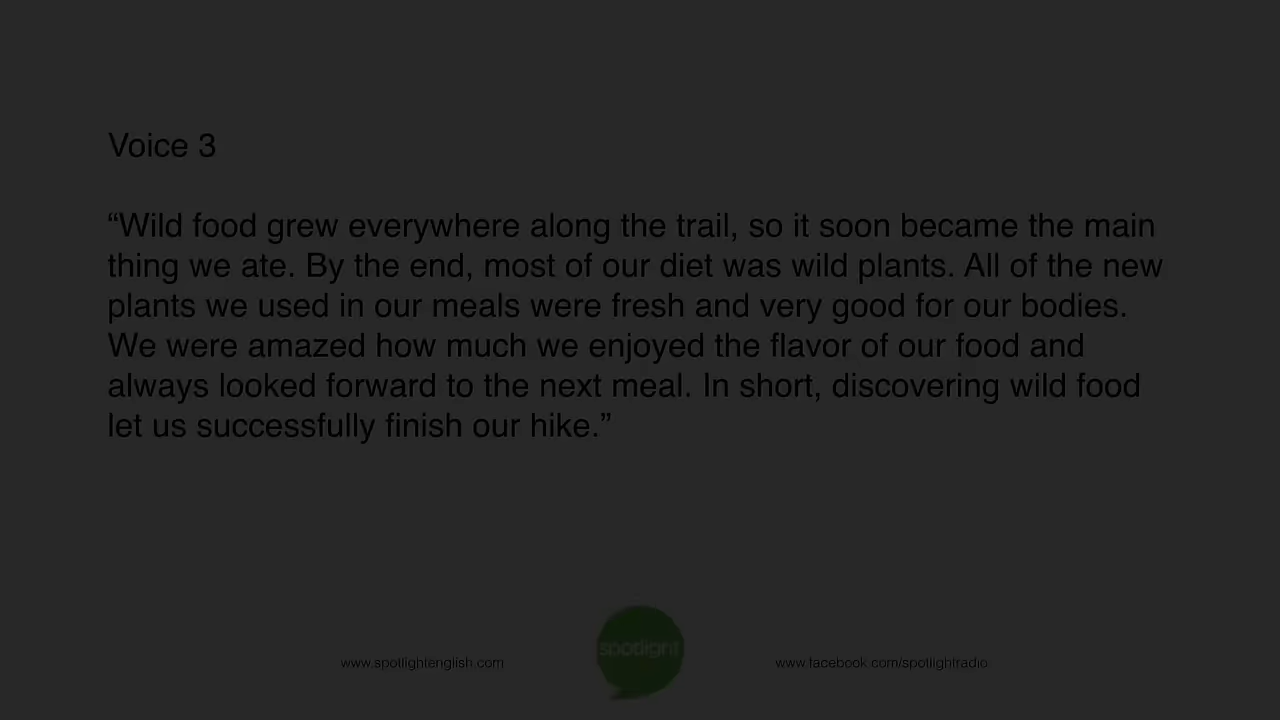 Voice 3
“Wild food grew everywhere along the trail, so it soon became the main
thing we ate. By the end, most of our diet was wild plants. All of the new
plants we used in our meals were fresh and very good for our bodies.
We were amazed how much we enjoyed the flavor of our food and
always looked forward to the next meal. In short, discovering wild food
let us successfully finish our hike.”
spotlight
www.spotlightenglish.com
www.facebook.com/spotlightradio